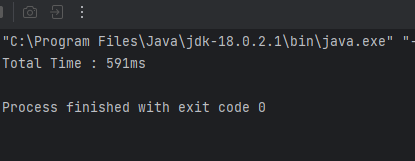 "C:\Program Files\Java\jdk-18.0.2.1\bin\java.exe" "-
Total Time : 591ms
Process finished with exit code 0